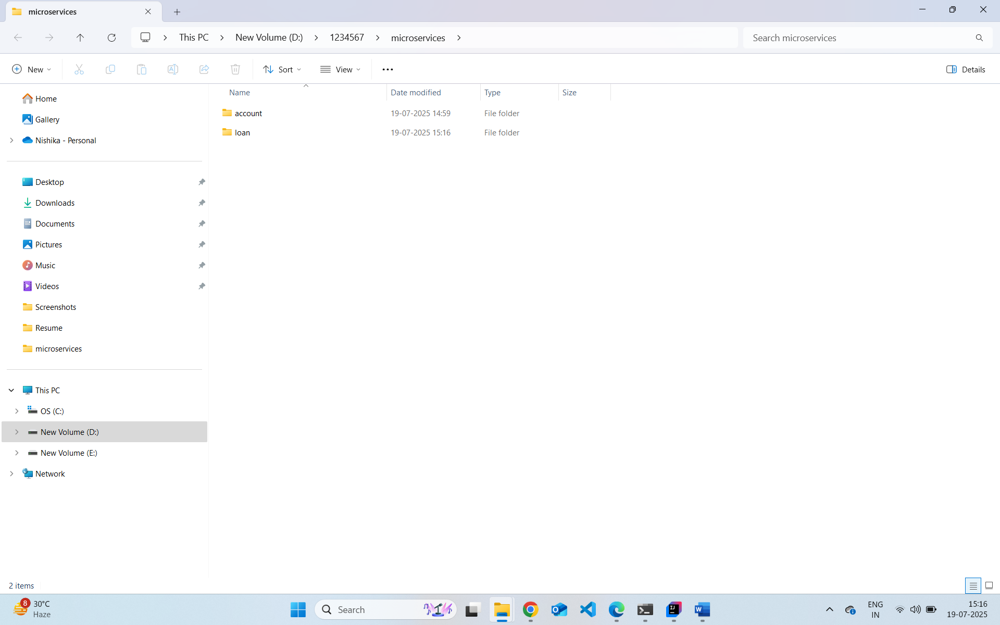 microservices
This PC
New Volume (D:)
1234567
microservices
Search microservices
New
Sort
View
Details
Home
Gallery
Nishika - Personal
Desktop
Downloads
Documents
Pictures
Music
Videos
Screenshots
Resume
microservices
This PC
OS (C:)
New Volume (D:)
New Volume (E:)
Network
Name Date modified Type Size
account 19-07-2025 14:59 File folder
loan 19-07-2025 15:16 File folder
2 items
8
30°C
Haze
Search
ENG
IN
15:16
19-07-2025